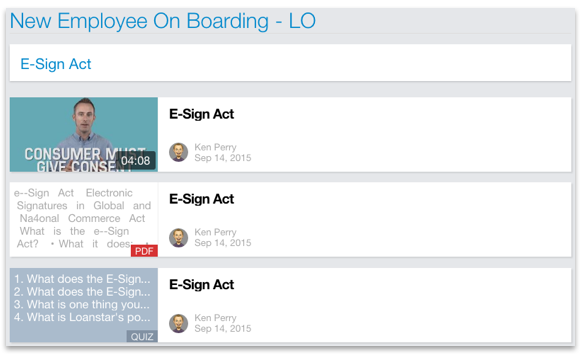 New Employee On Boarding - LO
E-Sign Act
CONSUMER MUST
GIVE CONSENT
04:08
E-Sign Act
Ken Perry
Sep 14, 2015
e--Sign Act Electronic
Signatures in Global and
Na4onal Commerce Act
What is the e--Sign
Act? • What it does:
PDF
E-Sign Act
Ken Perry
Sep 14, 2015
1. What does the E-Sign...
2. What does the E-Sign...
3. What is one thing you...
4. What is Loanstar's po...
QUIZ
E-Sign Act
Ken Perry
Sep 14, 2015